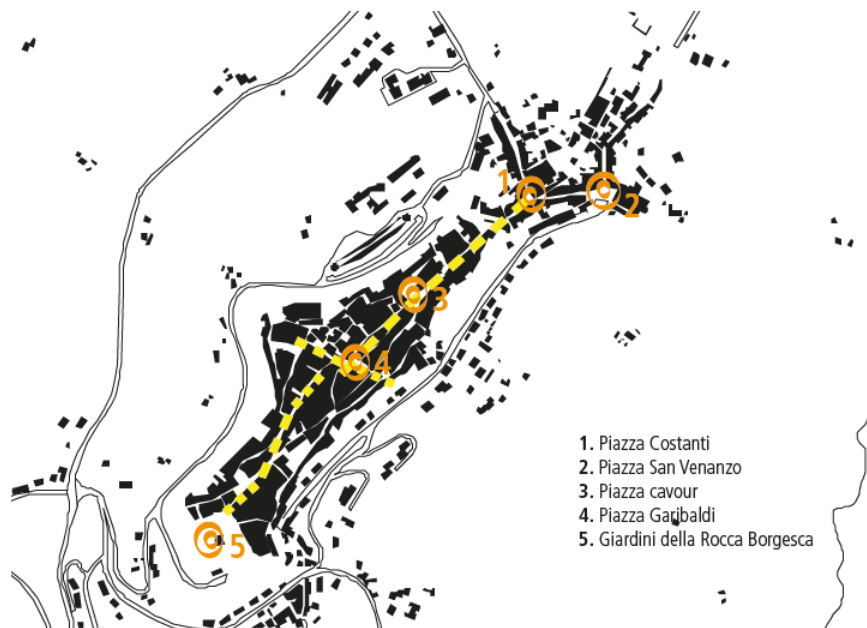 1
2
3
4
5
1. Piazza Costanti
2. Piazza San Venanzo
3. Piazza cavour
4. Piazza Garibaldi
5. Giardini della Rocca Borgesca